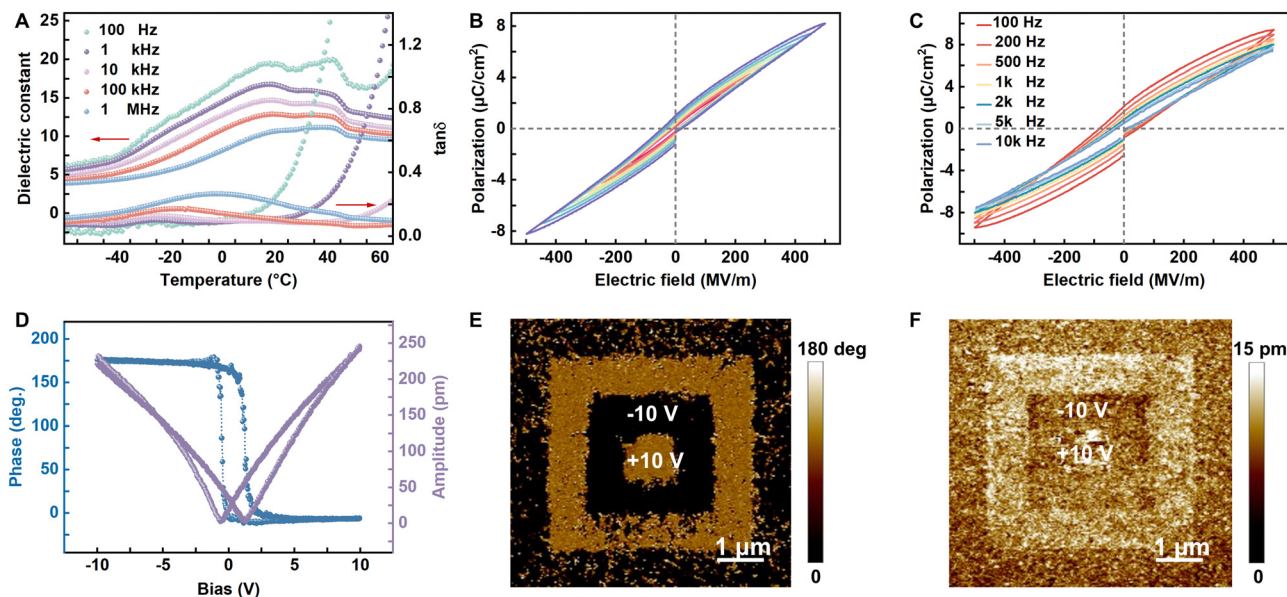 A
25
20
15
10
5
0
Dielectric constant
100 Hz
1 kHz
10 kHz
100 kHz
1 MHz
1.2
1.0
0.8
0.6
0.4
0.2
0.0
tanδ
-40
-20
0
20
40
60
Temperature (°C)
B
8
4
0
-4
-8
Polarization (μC/cm²)
-400
-200
0
200
400
Electric field (MV/m)
C
8
4
0
-4
-8
Polarization (μC/cm²)
100 Hz
200 Hz
500 Hz
1k Hz
2k Hz
5k Hz
10k Hz
-400
-200
0
200
400
Electric field (MV/m)
D
200
150
100
50
0
Phase (deg.)
250
200
150
100
50
0
Amplitude (pm)
-10
-5
0
5
10
Bias (V)
E
-10 V
+10 V
1 μm
180 deg
0
F
-10 V
+10 V
1 μm
15 pm
0